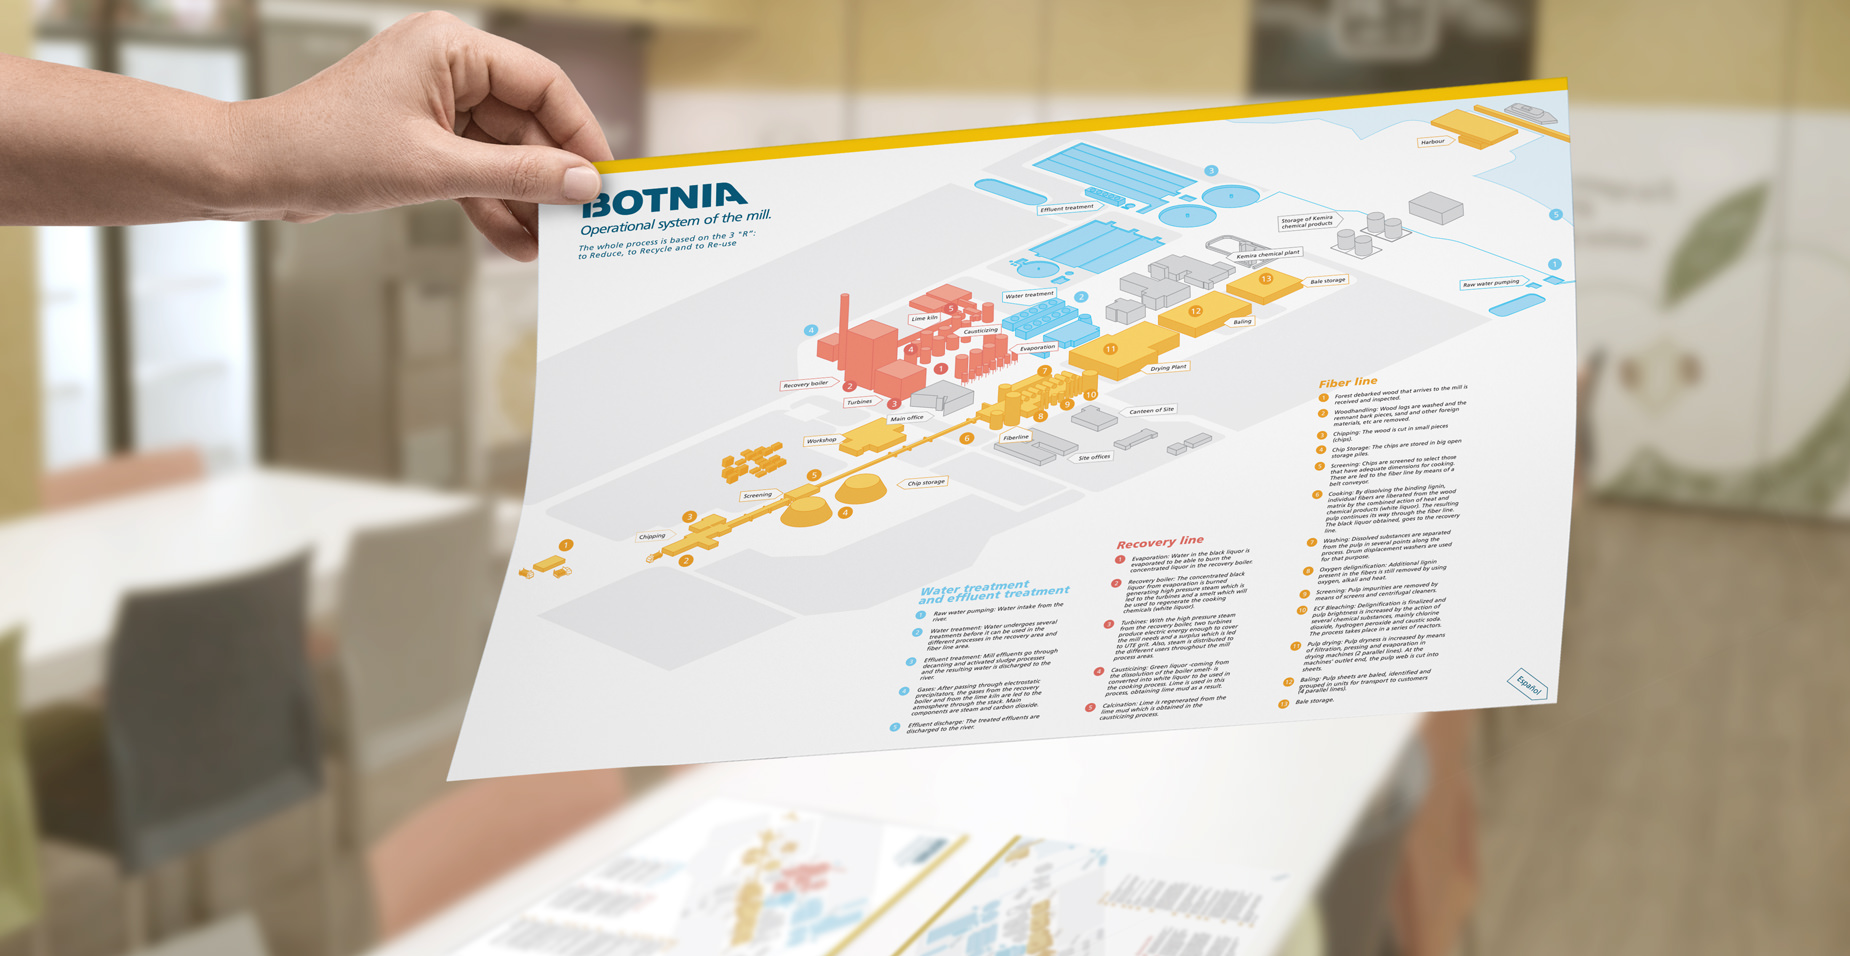 BOTNIA
Operational system of the mill.
The whole process is based on the 3 "R":
to Reduce, to Recycle and to Re-use
Harbour
3
Effluent treatment
Storage of Kemira
chemical products
5
Kemira chemical plant
1
13
Bale storage
Raw water pumping
Water treatment
2
12
Baling
5
Lime kiln
4
Causticizing
4
Evaporation
11
1
Drying Plant
Recovery boiler
2
7
Turbines
3
10
9
Main office
8
Canteen of Site
Workshop
6
Fiberline
Site offices
5
Chip storage
Screening
4
3
Chipping
1
2
Fiber line
1 Forest debarked wood that arrives to the mill is
received and inspected.
2 Woodhandling: Wood logs are washed and the
remnant bark pieces, sand and other foreign
materials, etc are removed.
3 Chipping: The wood is cut in small pieces
(chips).
4 Chip Storage: The chips are stored in big open
storage piles.
5 Screening: Chips are screened to select those
that have adequate dimensions for cooking.
These are led to the fiber line by means of a
belt conveyor.
6 Cooking: By dissolving the binding lignin,
individual fibers are liberated from the wood
matrix by the combined action of heat and
chemical products (white liquor). The resulting
pulp continues its way through the fiber line.
The black liquor obtained, goes to the recovery
line.
7 Washing: Dissolved substances are separated
from the pulp in several points along the
process. Drum displacement washers are used
for that purpose.
8 Oxygen delignification: Additional lignin
present in the fibers is still removed by using
oxygen, alkali and heat.
9 Screening: Pulp impurities are removed by
means of screens and centrifugal cleaners.
10 ECF Bleaching: Delignification is finalized and
pulp brightness is increased by the action of
several chemical substances, mainly chlorine
dioxide, hydrogen peroxide and caustic soda.
The process takes place in a series of reactors.
11 Pulp drying: Pulp dryness is increased by means
of filtration, pressing and evaporation in
drying machines (2 parallel lines). At the
machines' outlet end, the pulp web is cut into
sheets.
12 Baling: Pulp sheets are baled, identified and
grouped in units for transport to customers
(4 parallel lines).
13 Bale storage.
Recovery line
1 Evaporation: Water in the black liquor is
evaporated to be able to burn the
concentrated liquor in the recovery boiler.
2 Recovery boiler: The concentrated black
liquor from evaporation is burned
generating high pressure steam which is
led to the turbines and a smelt which will
be used to regenerate the cooking
chemicals (white liquor).
3 Turbines: With the high pressure steam
from the recovery boiler, two turbines
produce electric energy enough to cover
the mill needs and a surplus which is led
to UTE grit. Also, steam is distributed to
the different users throughout the mill
process areas.
4 Causticizing: Green liquor -coming from
the dissolution of the boiler smelt- is
converted into white liquor to be used in
the cooking process. Lime is used in this
process, obtaining lime mud as a result.
5 Calcination: Lime is regenerated from the
lime mud which is obtained in the
causticizing process.
Water treatment
and effluent treatment
1 Raw water pumping: Water intake from the
river.
2 Water treatment: Water undergoes several
treatments before it can be used in the
different processes in the recovery area and
fiber line area.
3 Effluent treatment: Mill effluents go through
decanting and activated sludge processes
and the resulting water is discharged to the
river.
4 Gases: After passing through electrostatic
precipitators, the gases from the recovery
boiler and from the lime kiln are led to the
atmosphere through the stack. Main
components are steam and carbon dioxide.
5 Effluent discharge: The treated effluents are
discharged to the river.
Español